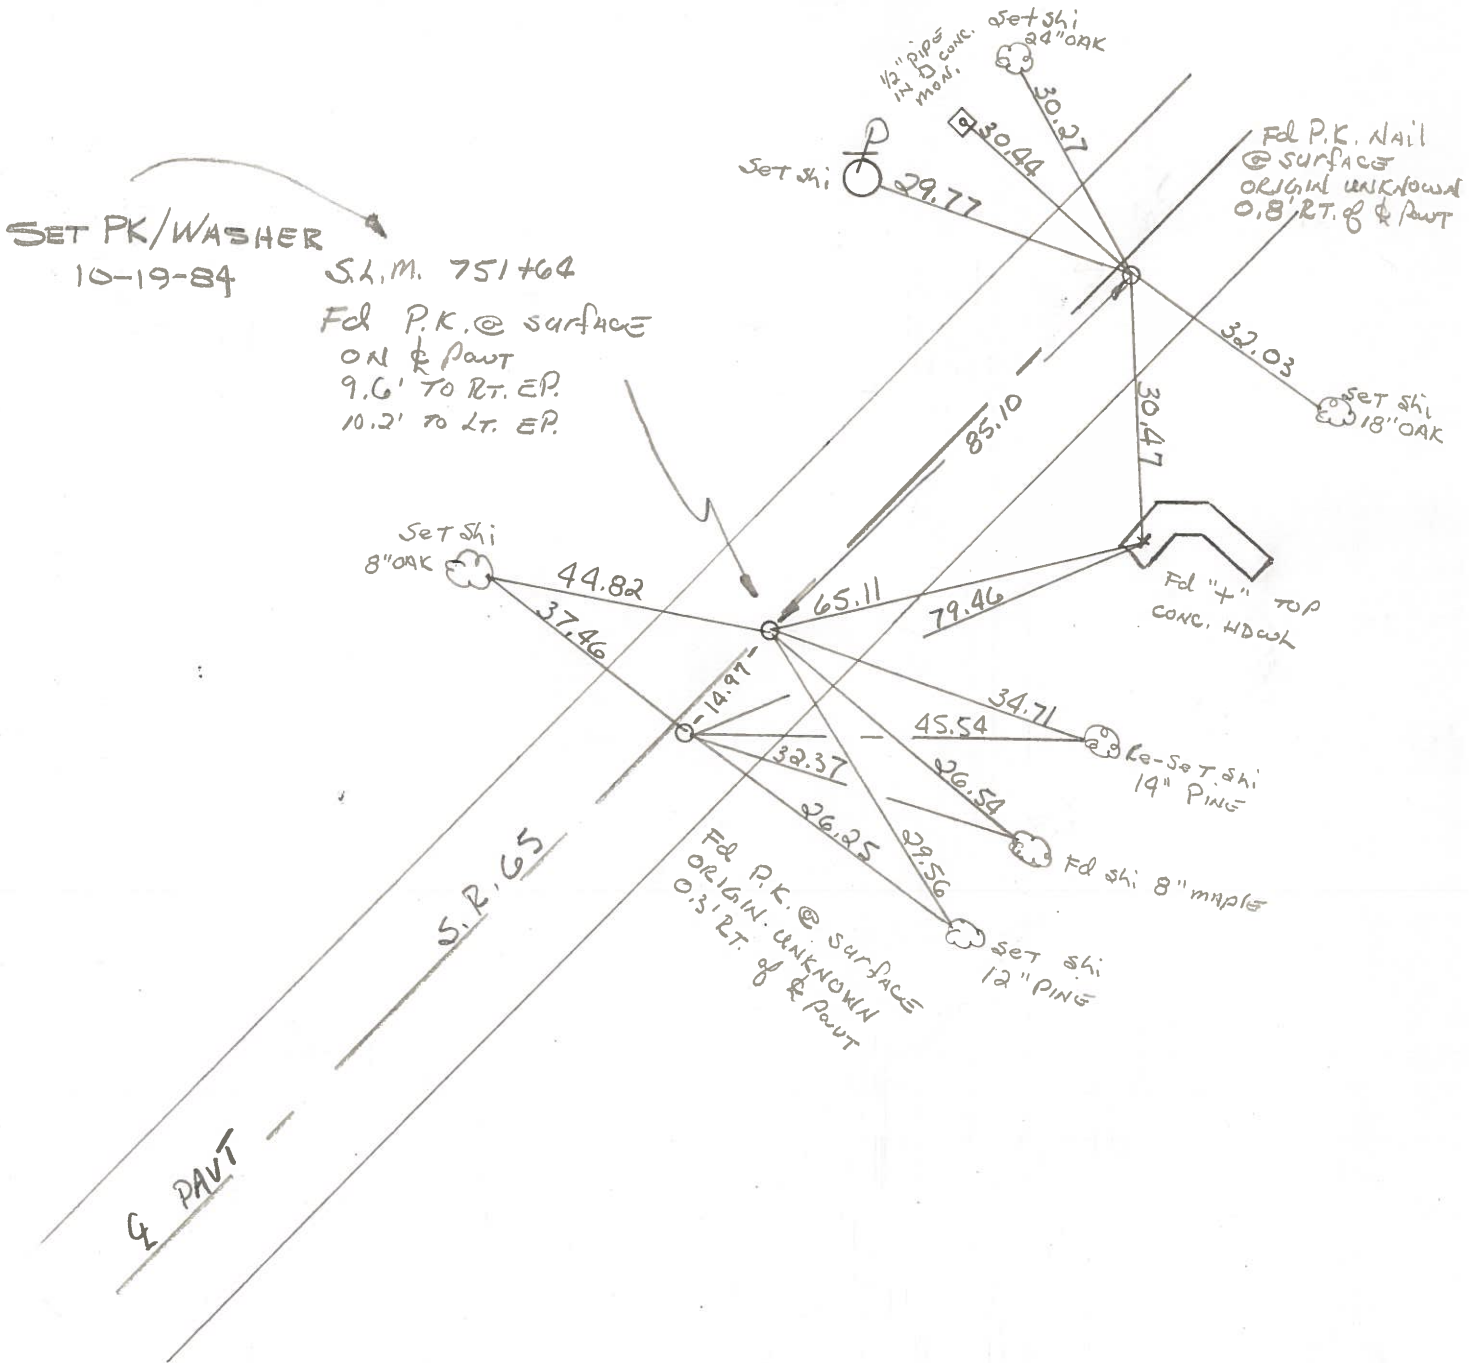 Set Shi
24" OAK
1/2" PIPE
IN □ CONC.
MON.
30.27
30.44
Set Shi
29.77
Fd P.K. Nail
@ SURFACE
ORIGIN UNKNOWN
0.8' RT. of ℄ Pavt
SET PK/WASHER
10-19-84
S.L.M. 751+64
Fd P.K. @ SURFACE
ON ℄ Pavt
9.6' TO RT. EP.
10.2' TO LT. EP.
32.03
Set Shi
18" OAK
30.47
85.10
Set Shi
8" OAK
44.82
37.46
65.11
79.46
Fd "+" TOP
CONC. HDWL
14.97
34.71
45.54
Re-Set Shi
14" PINE
32.37
26.54
26.25
29.56
Fd Shi 8" MAPLE
Set Shi
12" PINE
Fd P.K. @ SURFACE
ORIGIN UNKNOWN
0.3' RT. of ℄ Pavt
S.R. 65
℄ PAVT